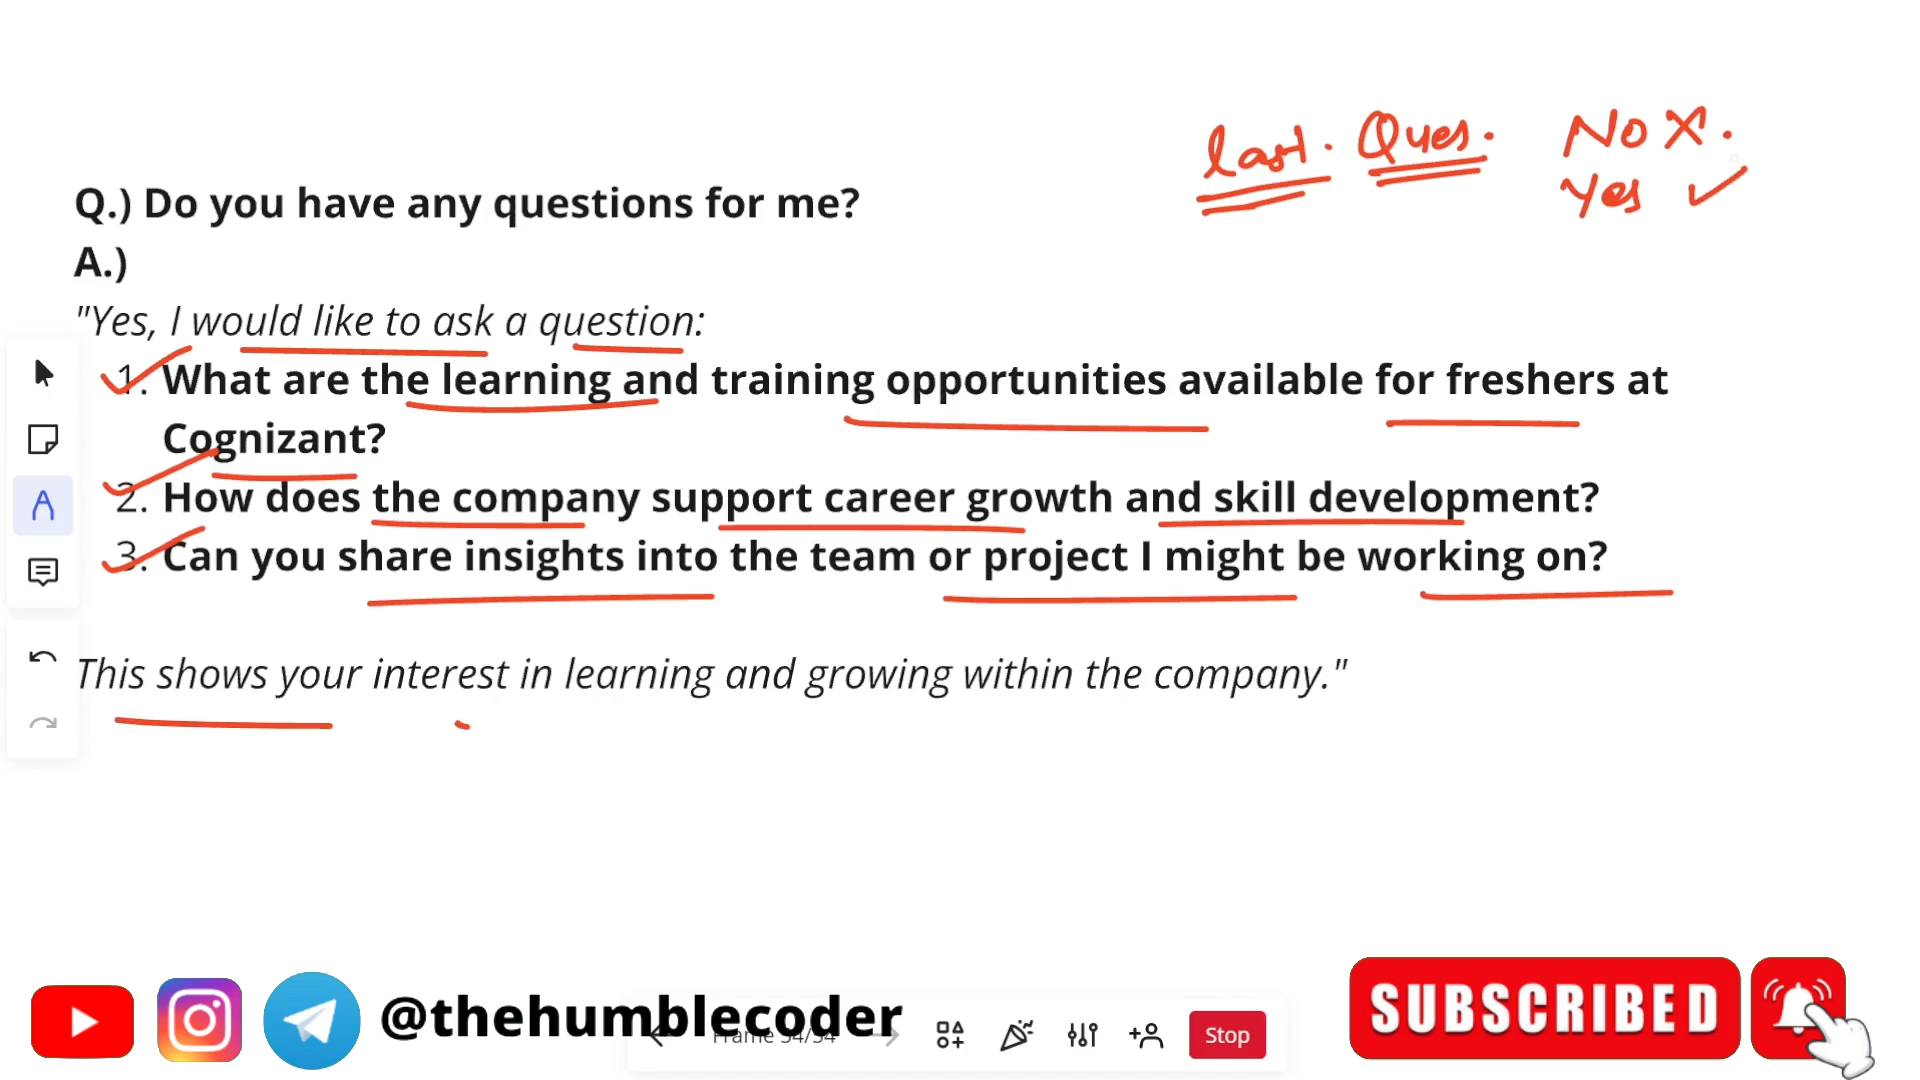 last. Ques. No X.
Yes ✓
Q.) Do you have any questions for me?
A.)
"Yes, I would like to ask a question:
1. What are the learning and training opportunities available for freshers at
Cognizant?
2. How does the company support career growth and skill development?
3. Can you share insights into the team or project I might be working on?
This shows your interest in learning and growing within the company."
@thehumblecoder
Frame 54/54
Stop
SUBSCRIBED